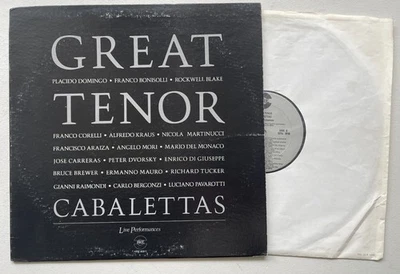 GREAT
PLACIDO DOMINGO • FRANCO BONISOLLI • ROCKWELL BLAKE
TENOR
FRANCO CORELLI • ALFREDO KRAUS • NICOLA MARTINUCCI
FRANCISCO ARAIZA • ANGELO MORI • MARIO DEL MONACO
JOSE CARRERAS • PETER DVORSKY • ENRICO DI GIUSEPPE
BRUCE BREWER • ERMANNO MAURO • RICHARD TUCKER
GIANNI RAIMONDI • CARLO BERGONZI • LUCIANO PAVAROTTI
CABALETTAS
Live Performances